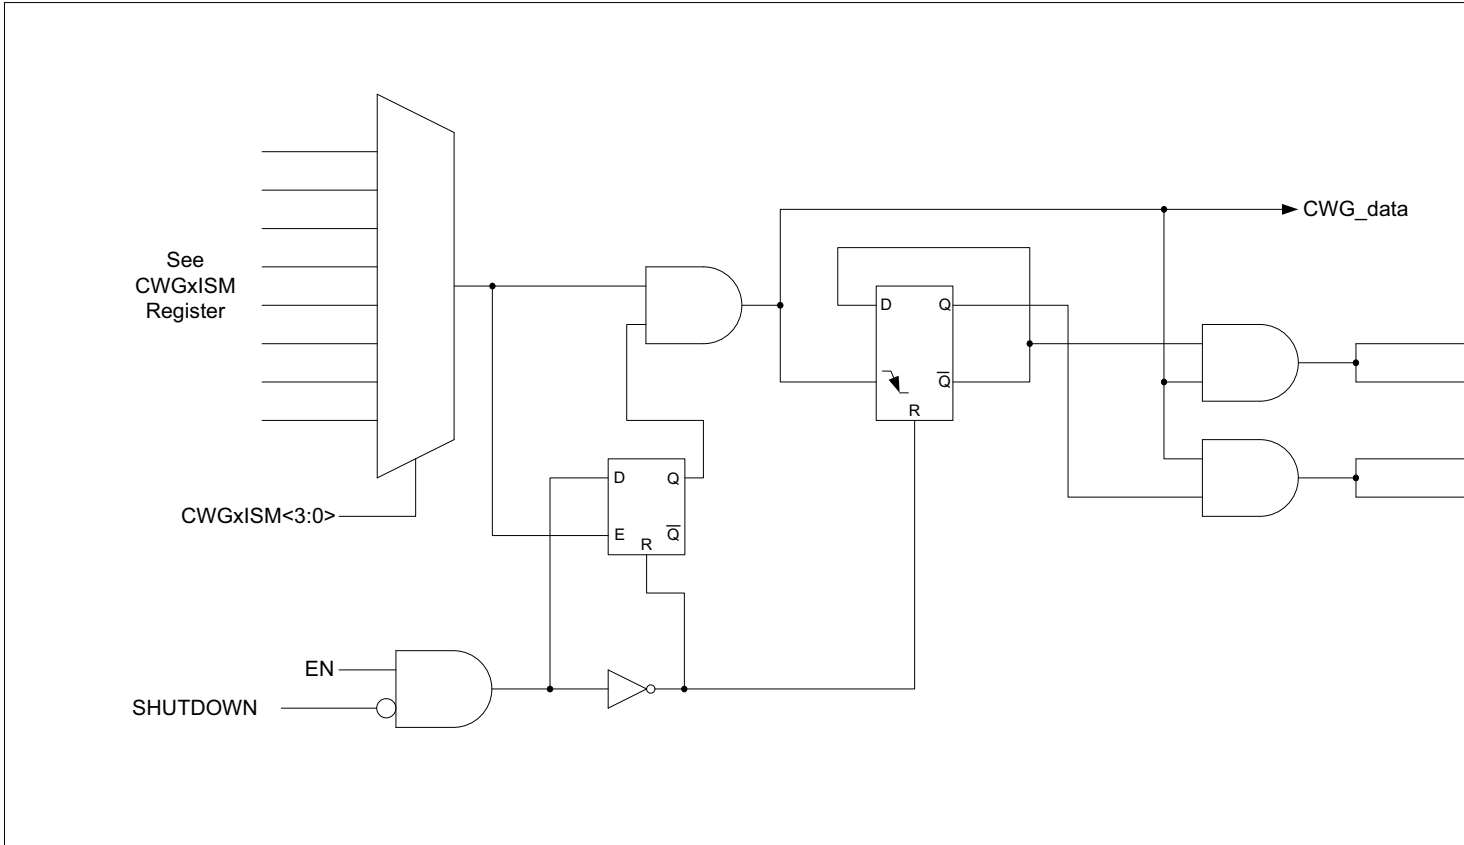 CWG_data
See
CWGxISM
Register
D
Q
Q̅
R
D
Q
CWGxISM<3:0>
E
Q̅
R
EN
SHUTDOWN